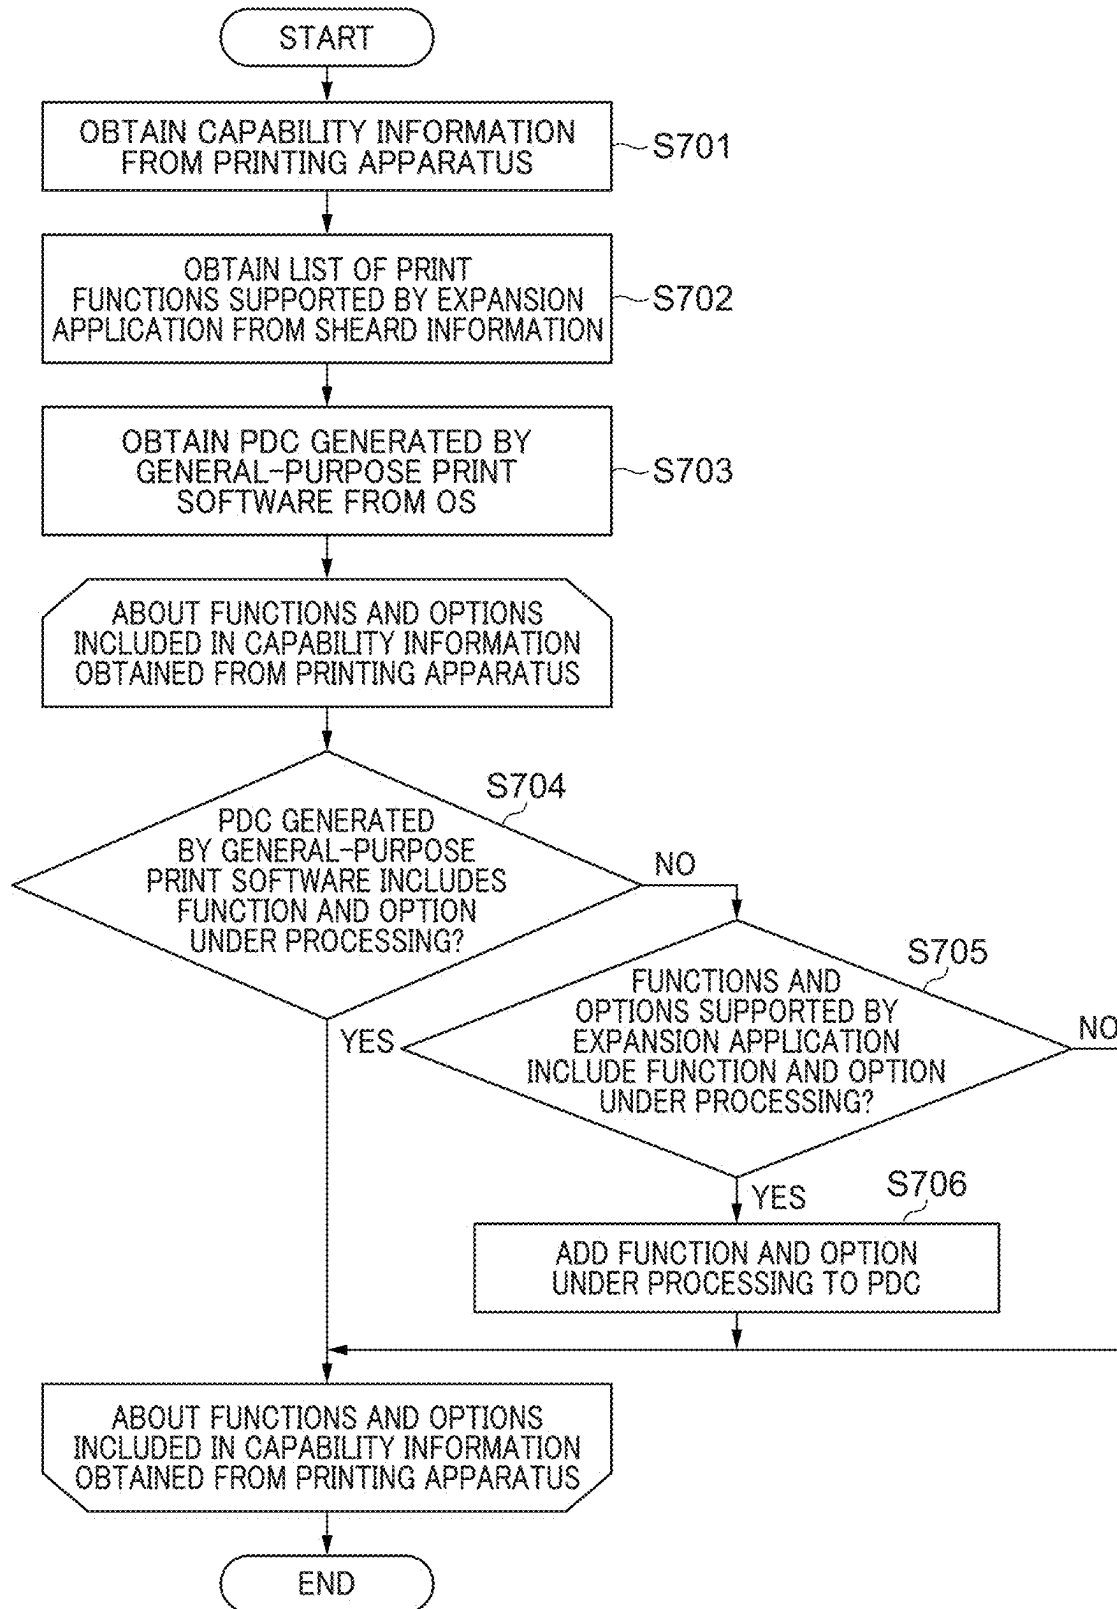 START
OBTAIN CAPABILITY INFORMATION
FROM PRINTING APPARATUS
S701
OBTAIN LIST OF PRINT
FUNCTIONS SUPPORTED BY EXPANSION
APPLICATION FROM SHEARD INFORMATION
S702
OBTAIN PDC GENERATED BY
GENERAL-PURPOSE PRINT
SOFTWARE FROM OS
S703
ABOUT FUNCTIONS AND OPTIONS
INCLUDED IN CAPABILITY INFORMATION
OBTAINED FROM PRINTING APPARATUS
S704
PDC GENERATED
BY GENERAL-PURPOSE
PRINT SOFTWARE INCLUDES
FUNCTION AND OPTION
UNDER PROCESSING?
NO
YES
S705
FUNCTIONS AND
OPTIONS SUPPORTED BY
EXPANSION APPLICATION
INCLUDE FUNCTION AND OPTION
UNDER PROCESSING?
NO
YES
S706
ADD FUNCTION AND OPTION
UNDER PROCESSING TO PDC
ABOUT FUNCTIONS AND OPTIONS
INCLUDED IN CAPABILITY INFORMATION
OBTAINED FROM PRINTING APPARATUS
END